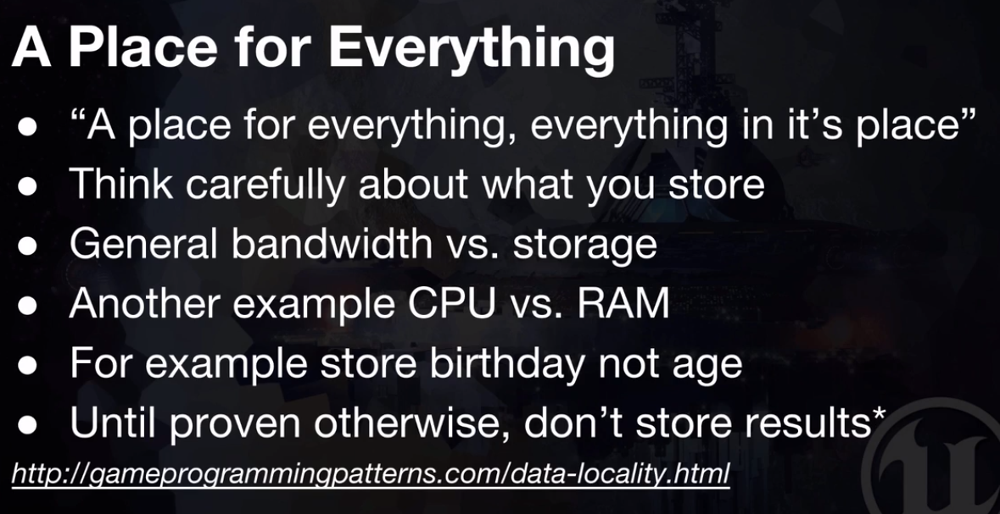 A Place for Everything
● “A place for everything, everything in it’s place”
● Think carefully about what you store
● General bandwidth vs. storage
● Another example CPU vs. RAM
● For example store birthday not age
● Until proven otherwise, don’t store results*
http://gameprogrammingpatterns.com/data-locality.html